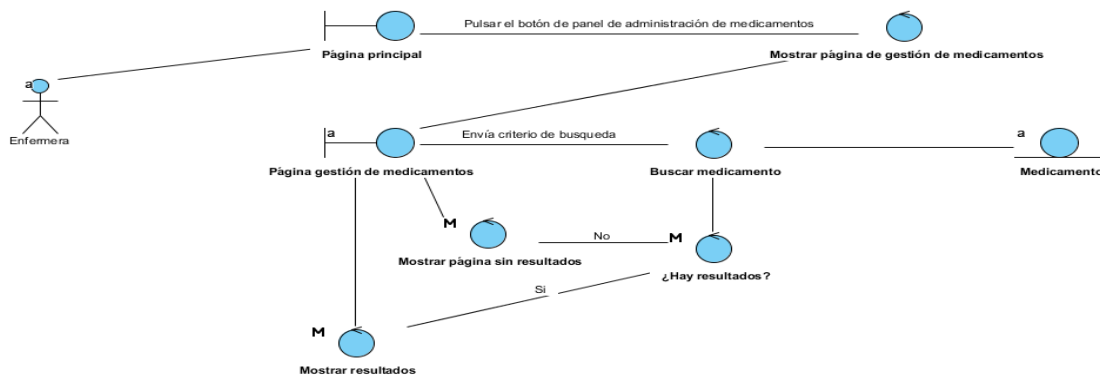 Pulsar el botón de panel de administración de medicamentos
Página principal
Mostrar página de gestión de medicamentos
a
Enfermera
a
Envía criterio de busqueda
a
Página gestión de medicamentos
Buscar medicamento
Medicamento
M
No
M
Mostrar página sin resultados
¿Hay resultados?
Si
M
Mostrar resultados